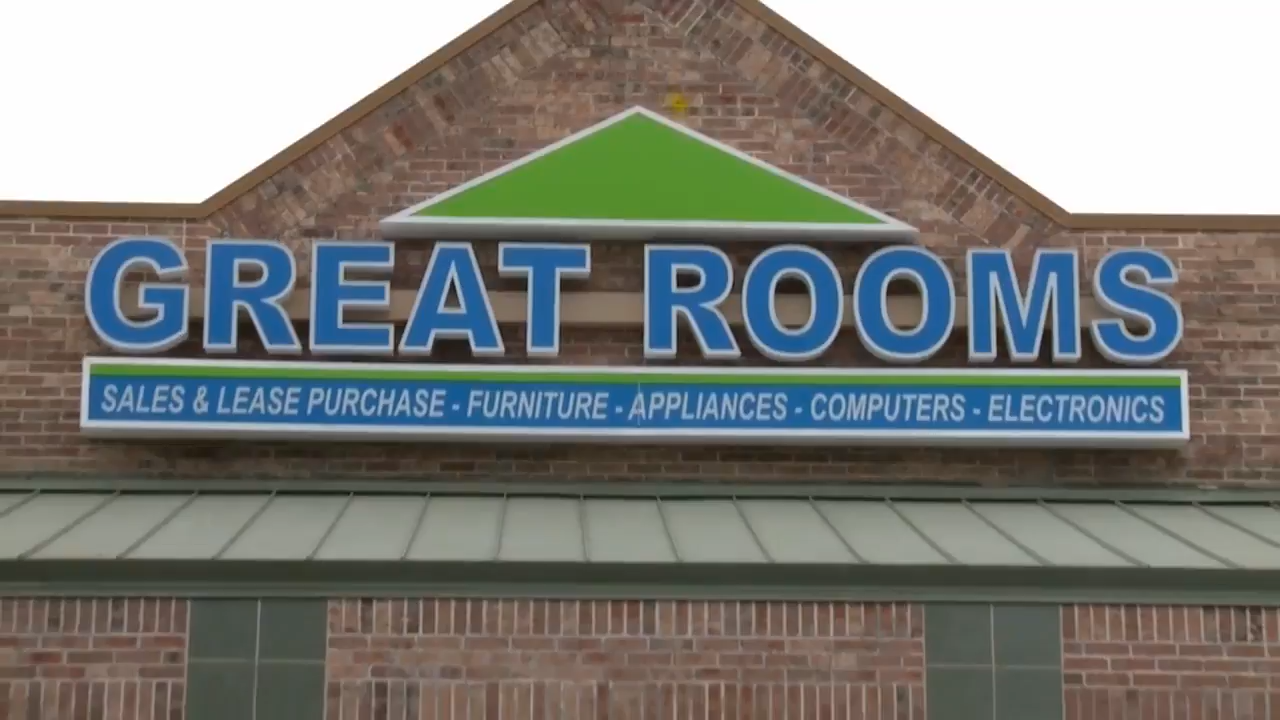 GREAT ROOMS
SALES & LEASE PURCHASE - FURNITURE - APPLIANCES - COMPUTERS - ELECTRONICS